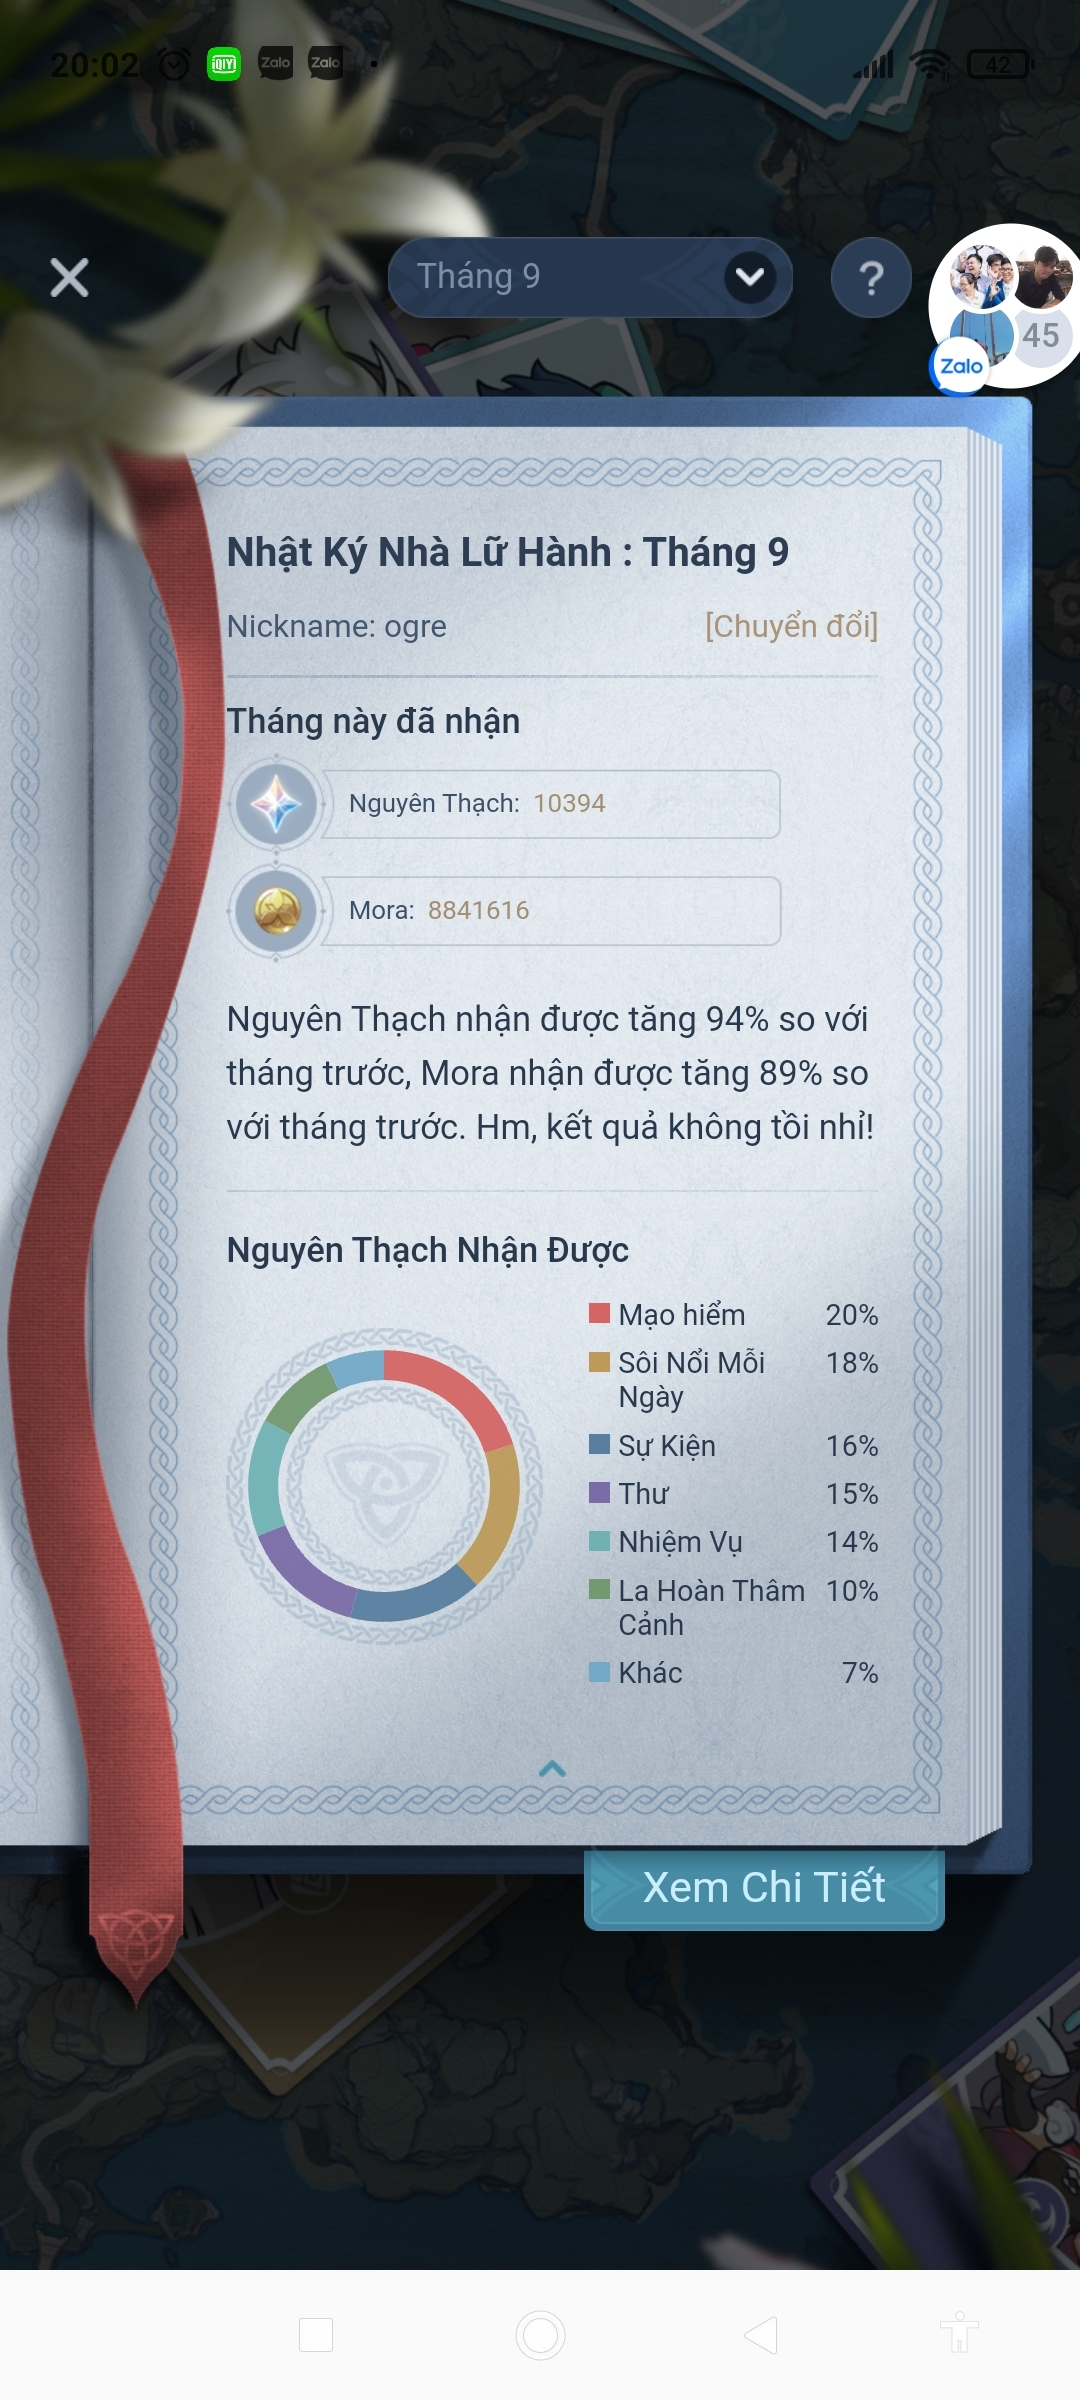 20:02
iQIYI
Zalo
Zalo
42
Tháng 9
?
45
Zalo
Nhật Ký Nhà Lữ Hành : Tháng 9
Nickname: ogre
[Chuyển đổi]
Tháng này đã nhận
Nguyên Thạch: 10394
Mora: 8841616
Nguyên Thạch nhận được tăng 94% so với
tháng trước, Mora nhận được tăng 89% so
với tháng trước. Hm, kết quả không tồi nhỉ!
Nguyên Thạch Nhận Được
Mạo hiểm 20%
Sôi Nổi Mỗi 18%
Ngày
Sự Kiện 16%
Thư 15%
Nhiệm Vụ 14%
La Hoàn Thâm 10%
Cảnh
Khác 7%
Xem Chi Tiết